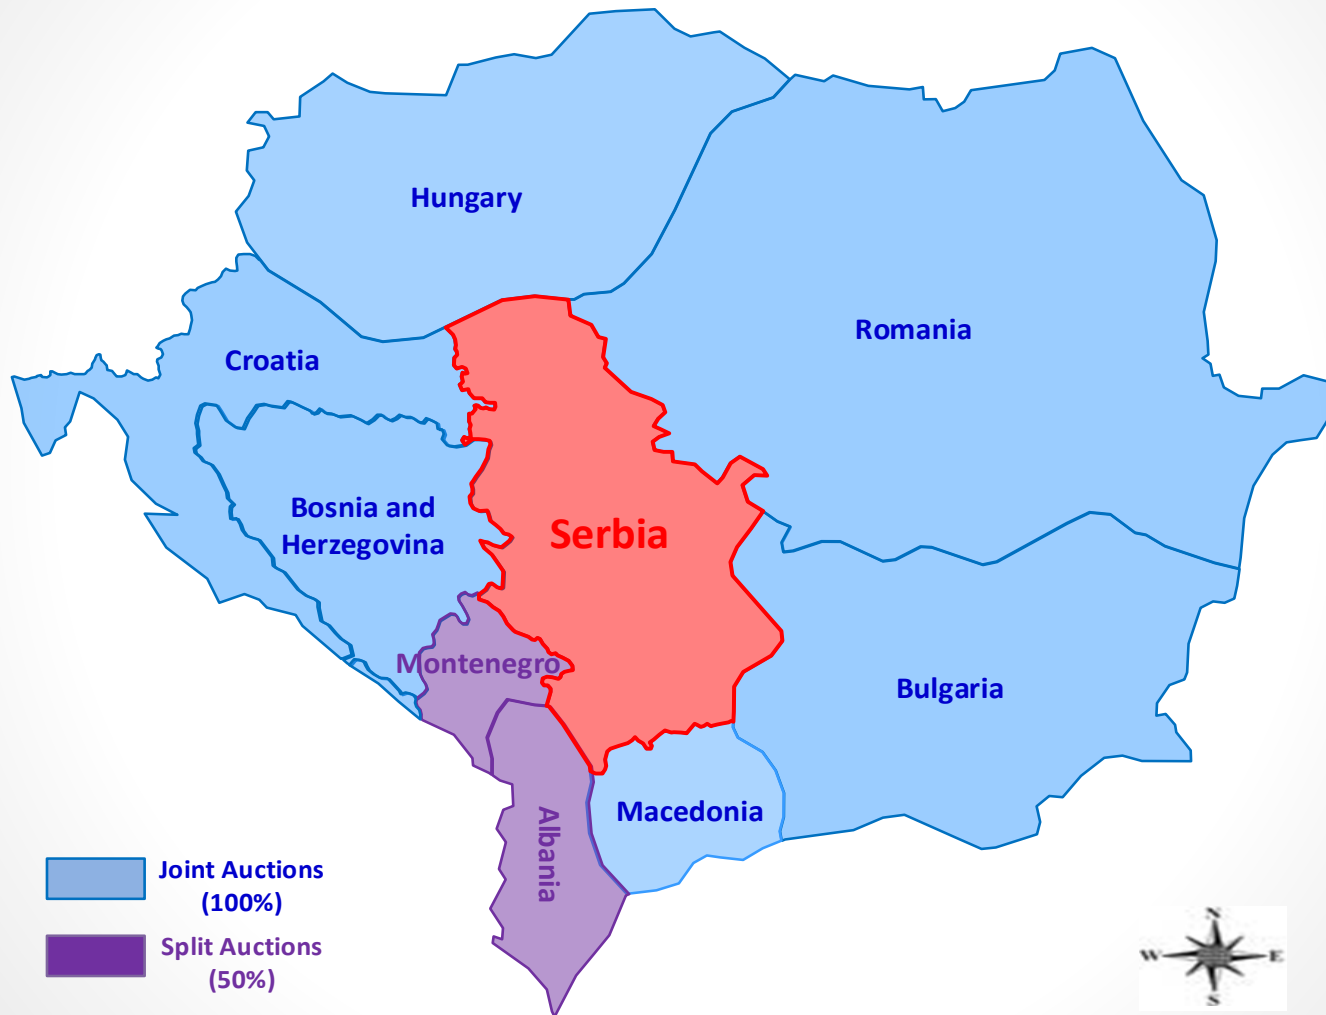 Hungary
Romania
Croatia
Bosnia and
Herzegovina
Serbia
Montenegro
Bulgaria
Macedonia
Albania
Joint Auctions
(100%)
Split Auctions
(50%)
N
W
E
S